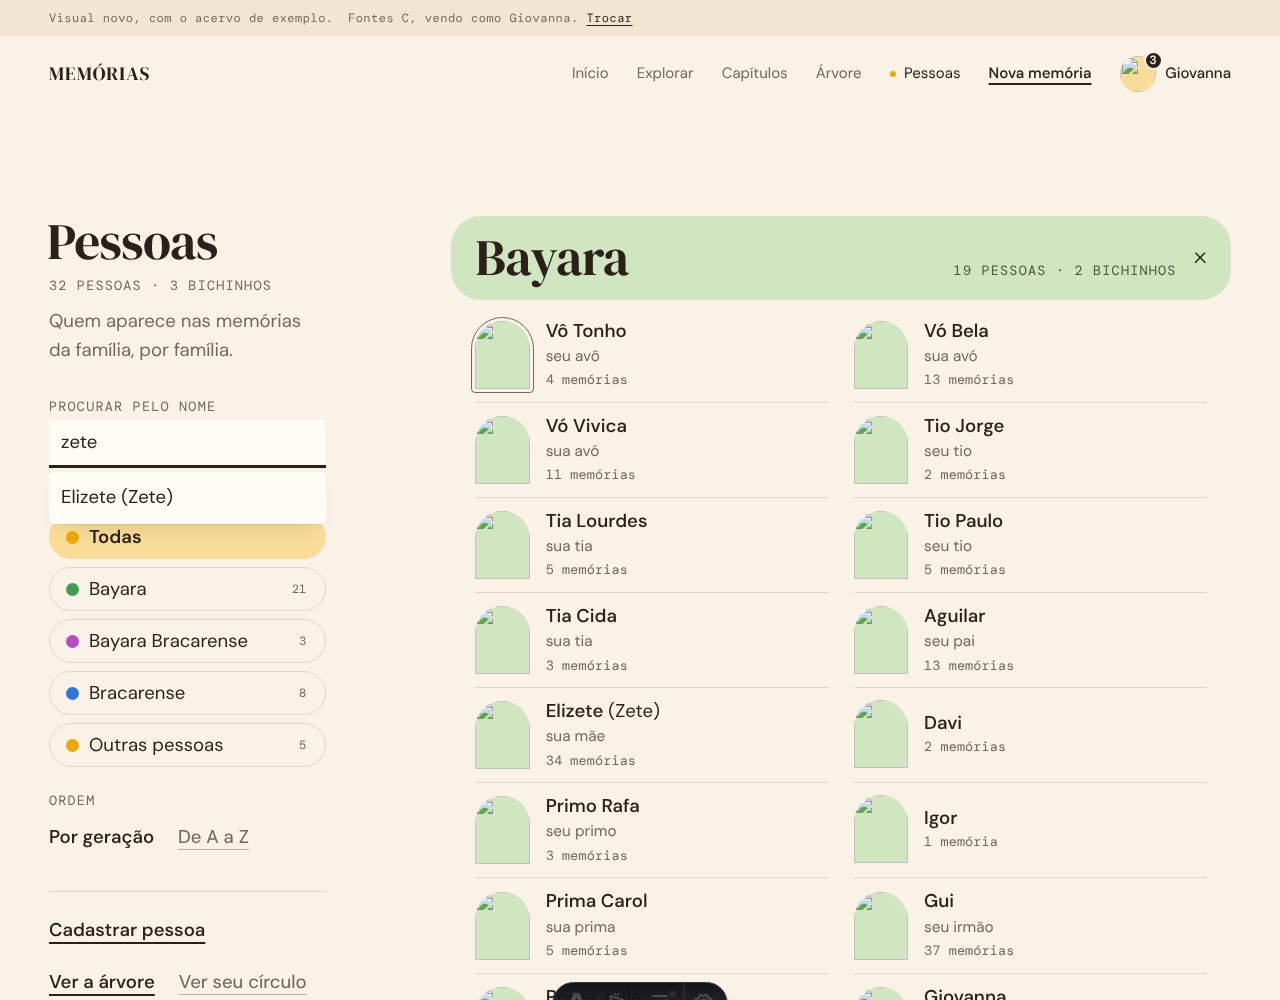 Visual novo, com o acervo de exemplo. Fontes C, vendo como Giovanna. Trocar
MEMÓRIAS
Início
Explorar
Capítulos
Árvore
Pessoas
Nova memória
3
Giovanna
Pessoas
32 PESSOAS · 3 BICHINHOS
Quem aparece nas memórias
da família, por família.
PROCURAR PELO NOME
zete
Elizete (Zete)
Todas
Bayara 21
Bayara Bracarense 3
Bracarense 8
Outras pessoas 5
ORDEM
Por geração De A a Z
Cadastrar pessoa
Ver a árvore Ver seu círculo
Bayara
19 PESSOAS · 2 BICHINHOS
×
Vô Tonho
seu avô
4 memórias
Vó Bela
sua avó
13 memórias
Vó Vivica
sua avó
11 memórias
Tio Jorge
seu tio
2 memórias
Tia Lourdes
sua tia
5 memórias
Tio Paulo
seu tio
5 memórias
Tia Cida
sua tia
3 memórias
Aguilar
seu pai
13 memórias
Elizete (Zete)
sua mãe
34 memórias
Davi
2 memórias
Primo Rafa
seu primo
3 memórias
Igor
1 memória
Prima Carol
sua prima
5 memórias
Gui
seu irmão
37 memórias
Giovanna